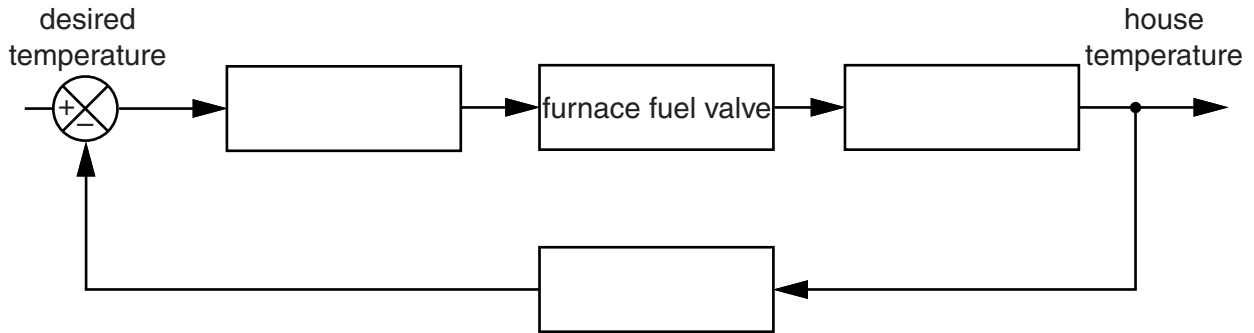 desired
temperature
house
temperature
+
−
furnace fuel valve